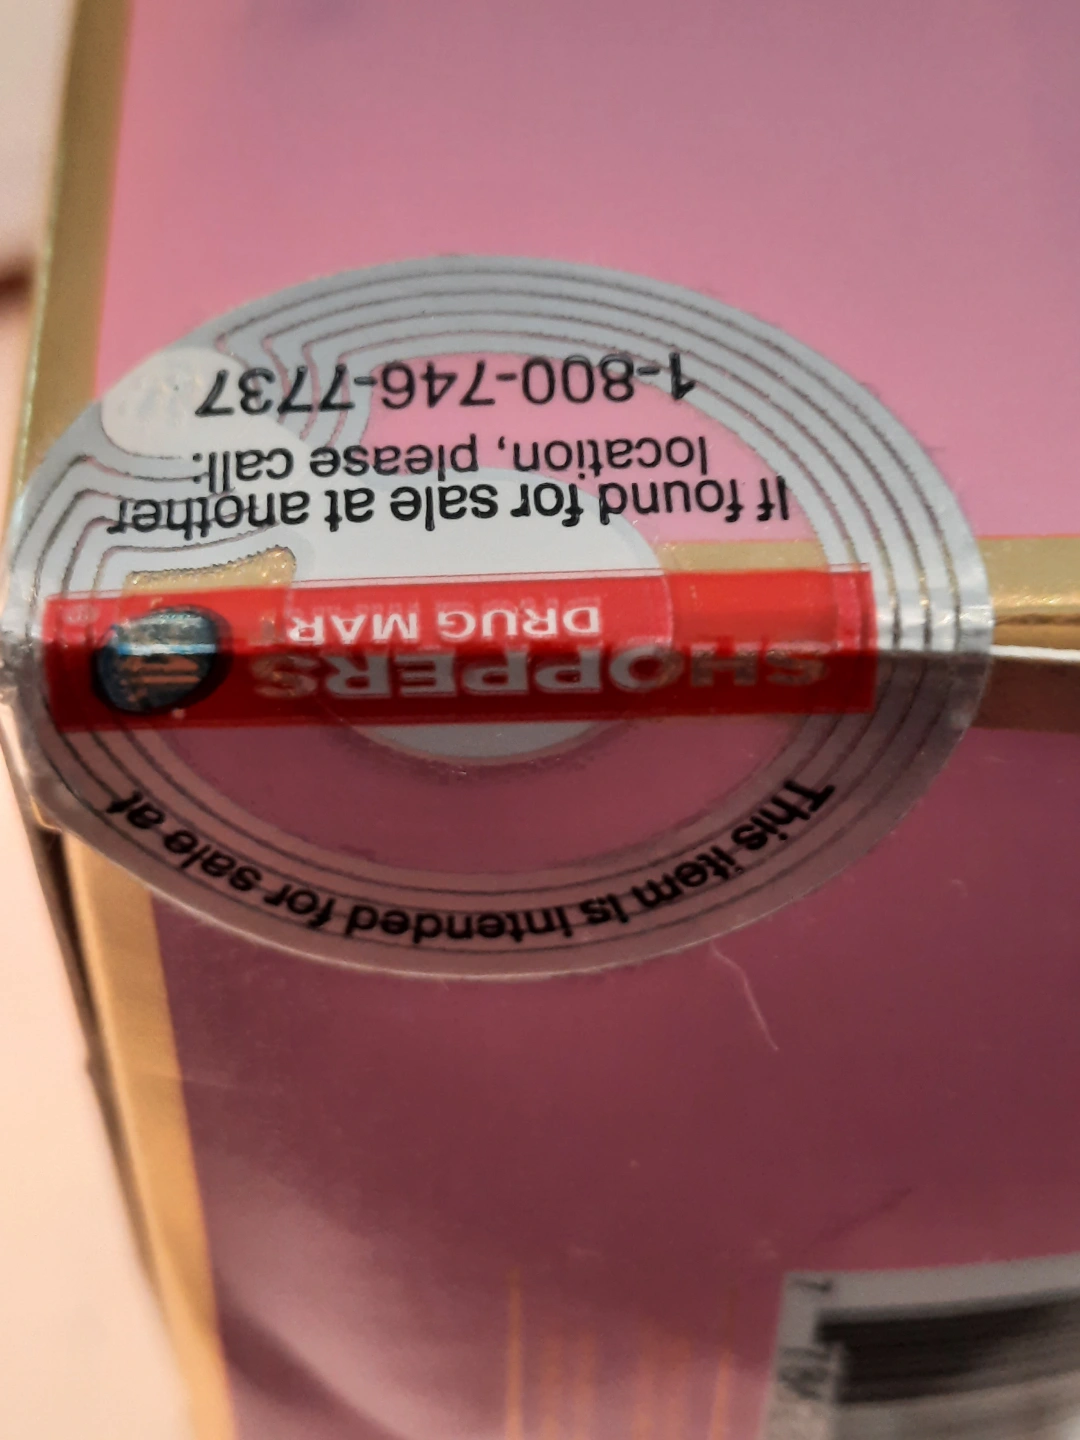 This item is intended for sale at
SHOPPERS
DRUG MART
If found for sale at another
location, please call:
1-800-746-7737